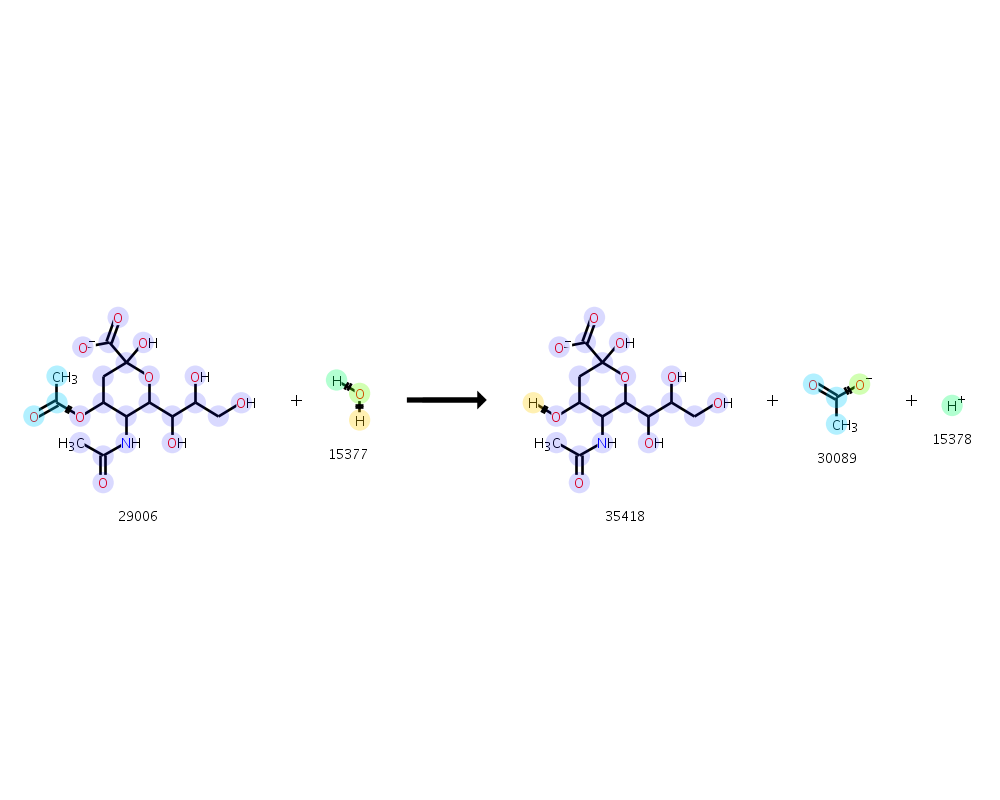 O
O⁻ OH
CH₃ O
OH
O O OH
H₃C NH OH
O
29006
+
H
O
H
15377
O
O⁻ OH
O
OH
H O OH
H₃C NH OH
O
35418
+
O O⁻
CH₃
30089
+
H⁺
15378